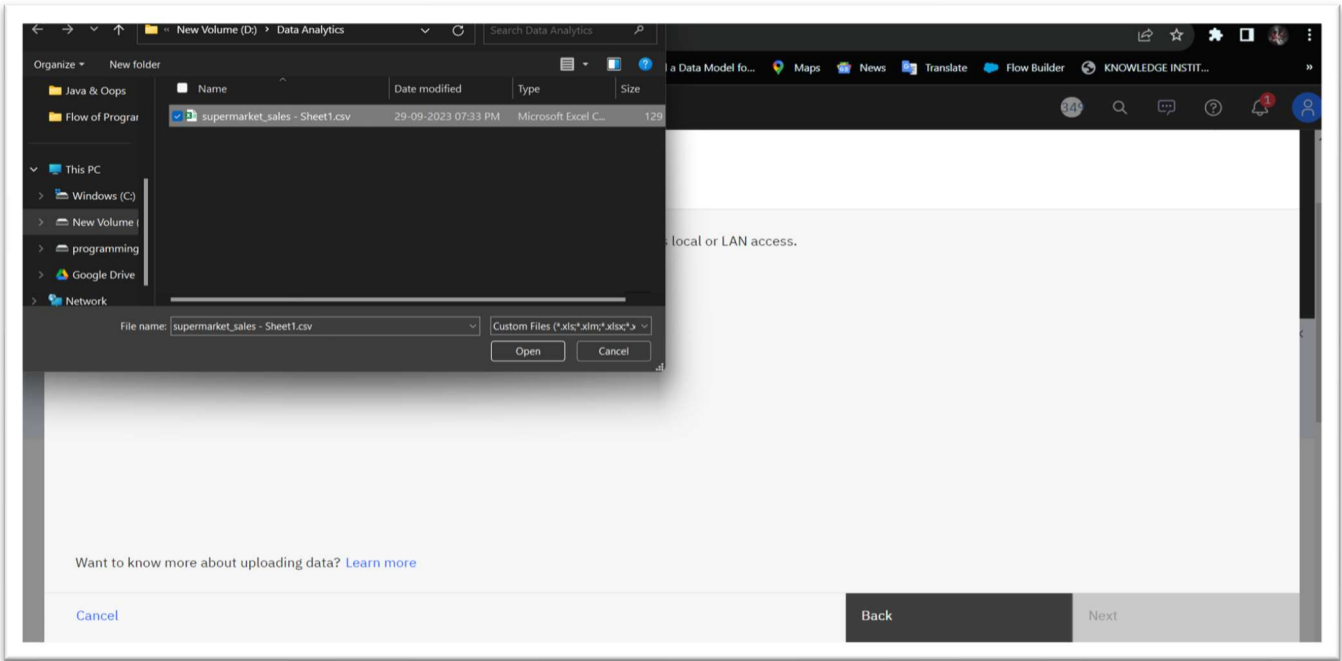 « New Volume (D:) > Data Analytics
Search Data Analytics
Organize
New folder
a Data Model fo...
Maps
News
Translate
Flow Builder
KNOWLEDGE INSTIT...
»
Java & Oops
Name
Date modified
Type
Size
349
1
Flow of Prograr
supermarket_sales - Sheet1.csv
29-09-2023 07:33 PM
Microsoft Excel C...
129
This PC
Windows (C:)
New Volume (
programming
Google Drive
Network
local or LAN access.
File name:
supermarket_sales - Sheet1.csv
Custom Files (*.xls;*.xlm;*.xlsx;*.x
Open
Cancel
Want to know more about uploading data? Learn more
Cancel
Back
Next